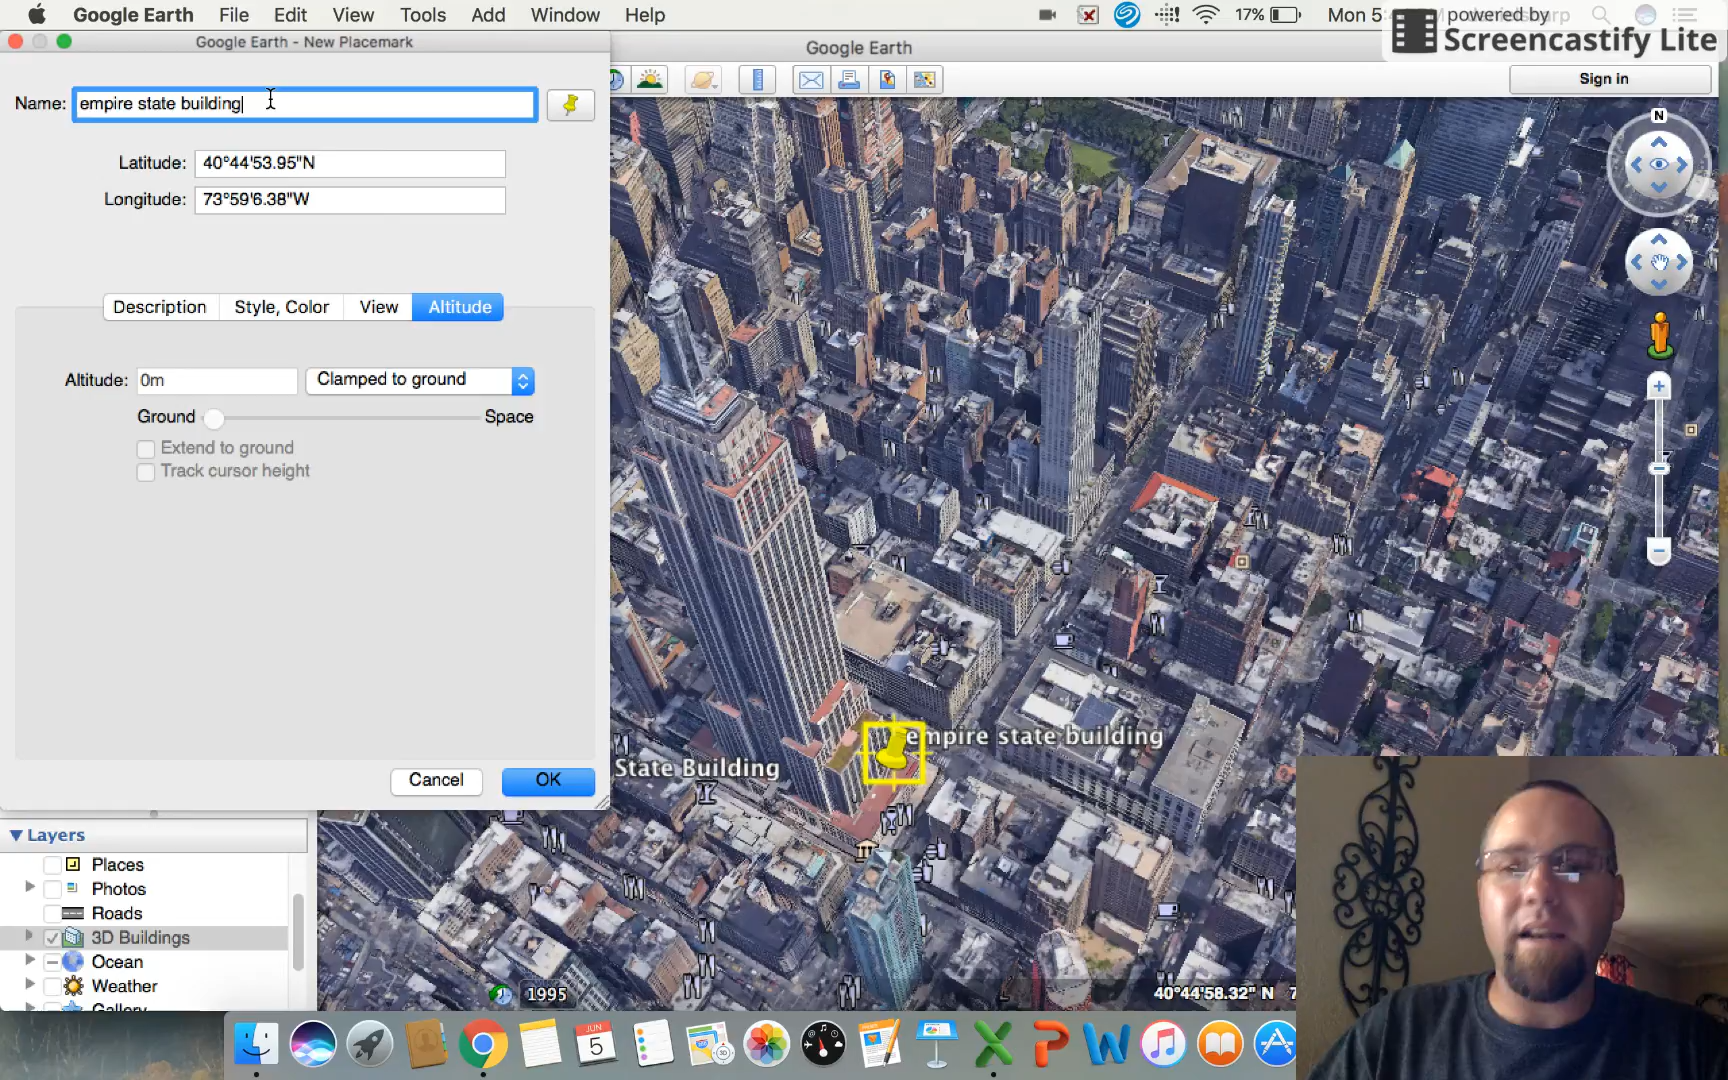 Google Earth File Edit View Tools Add Window Help 17% Mon 5
powered by
Screencastify Lite
Google Earth - New Placemark
Google Earth
Sign in
Name: empire state building
Latitude: 40°44'53.95"N
Longitude: 73°59'6.38"W
N
Description Style, Color View Altitude
Altitude: 0m Clamped to ground
Ground Space
Extend to ground
Track cursor height
empire state building
State Building
Cancel OK
Layers
Places
Photos
Roads
3D Buildings
Ocean
Weather
Gallery
1995
40°44'58.32" N 7
JUN
5